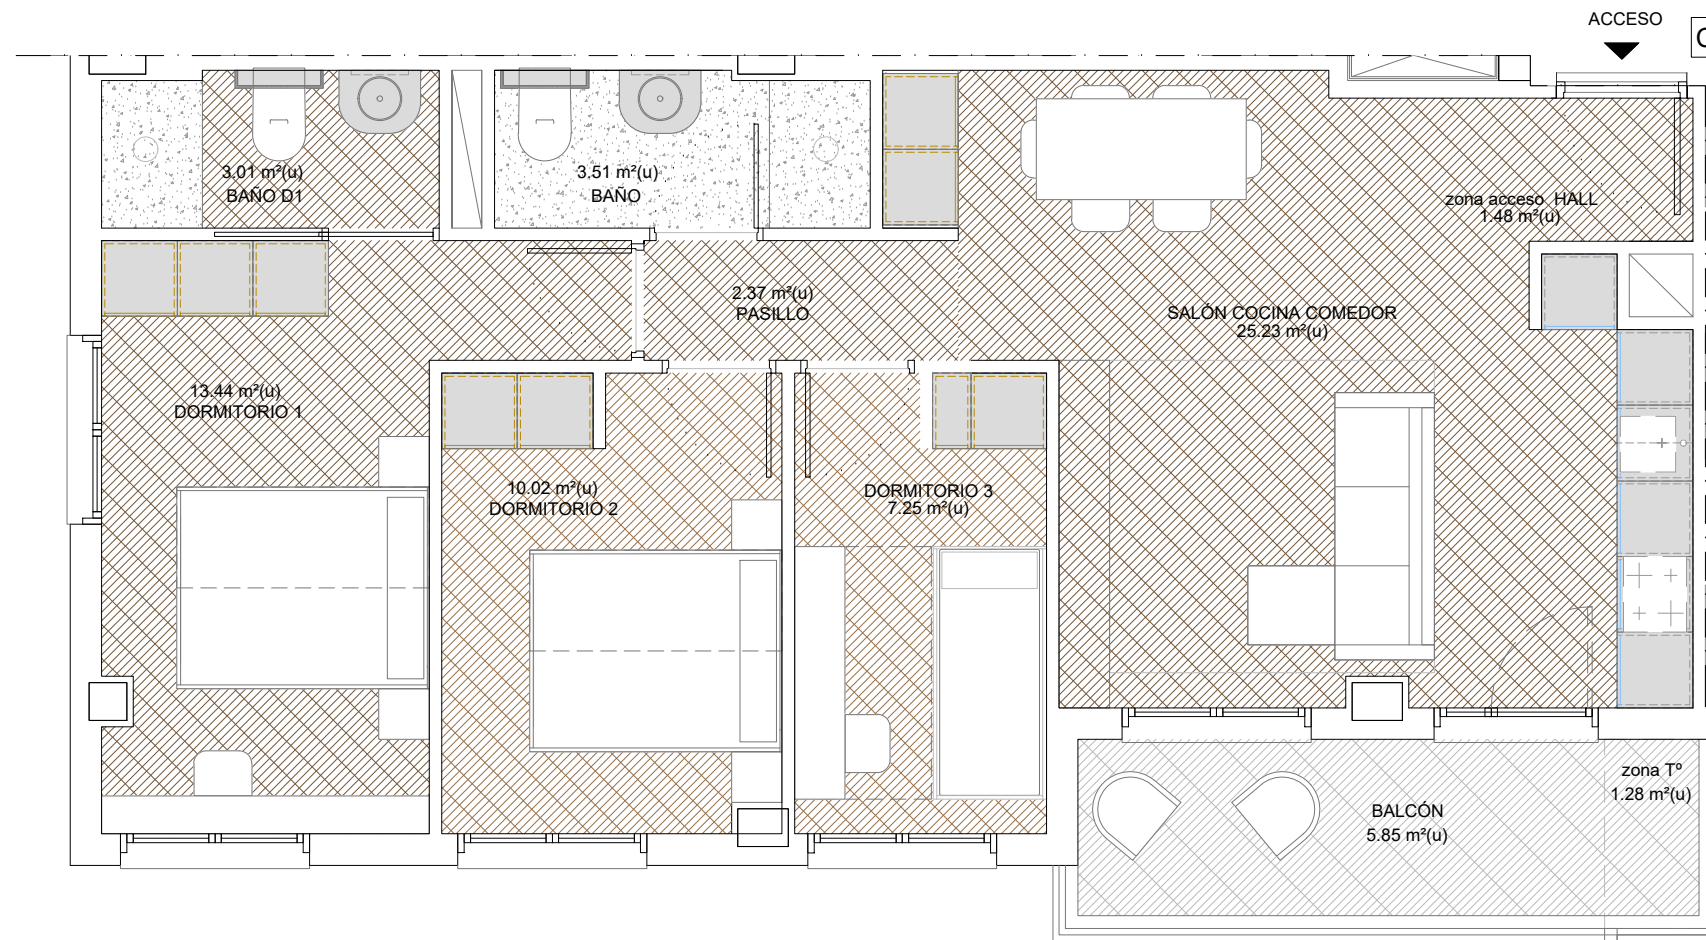 ACCESO
3.01 m²(u)
BAÑO D1
3.51 m²(u)
BAÑO
zona acceso HALL
1.48 m²(u)
2.37 m²(u)
PASILLO
SALÓN COCINA COMEDOR
25.23 m²(u)
13.44 m²(u)
DORMITORIO 1
10.02 m²(u)
DORMITORIO 2
DORMITORIO 3
7.25 m²(u)
zona Tº
1.28 m²(u)
BALCÓN
5.85 m²(u)